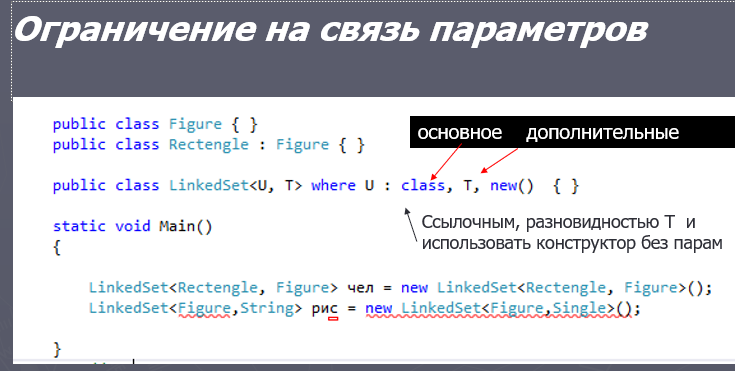 Ограничение на связь параметров
public class Figure { }
public class Rectengle : Figure { }
основное дополнительные
public class LinkedSet<U, T> where U : class, T, new() { }
static void Main()
Ссылочным, разновидностью Т и
использовать конструктор без парам
{
LinkedSet<Rectengle, Figure> чел = new LinkedSet<Rectengle, Figure>();
LinkedSet<Figure,String> рис = new LinkedSet<Figure,Single>();
}